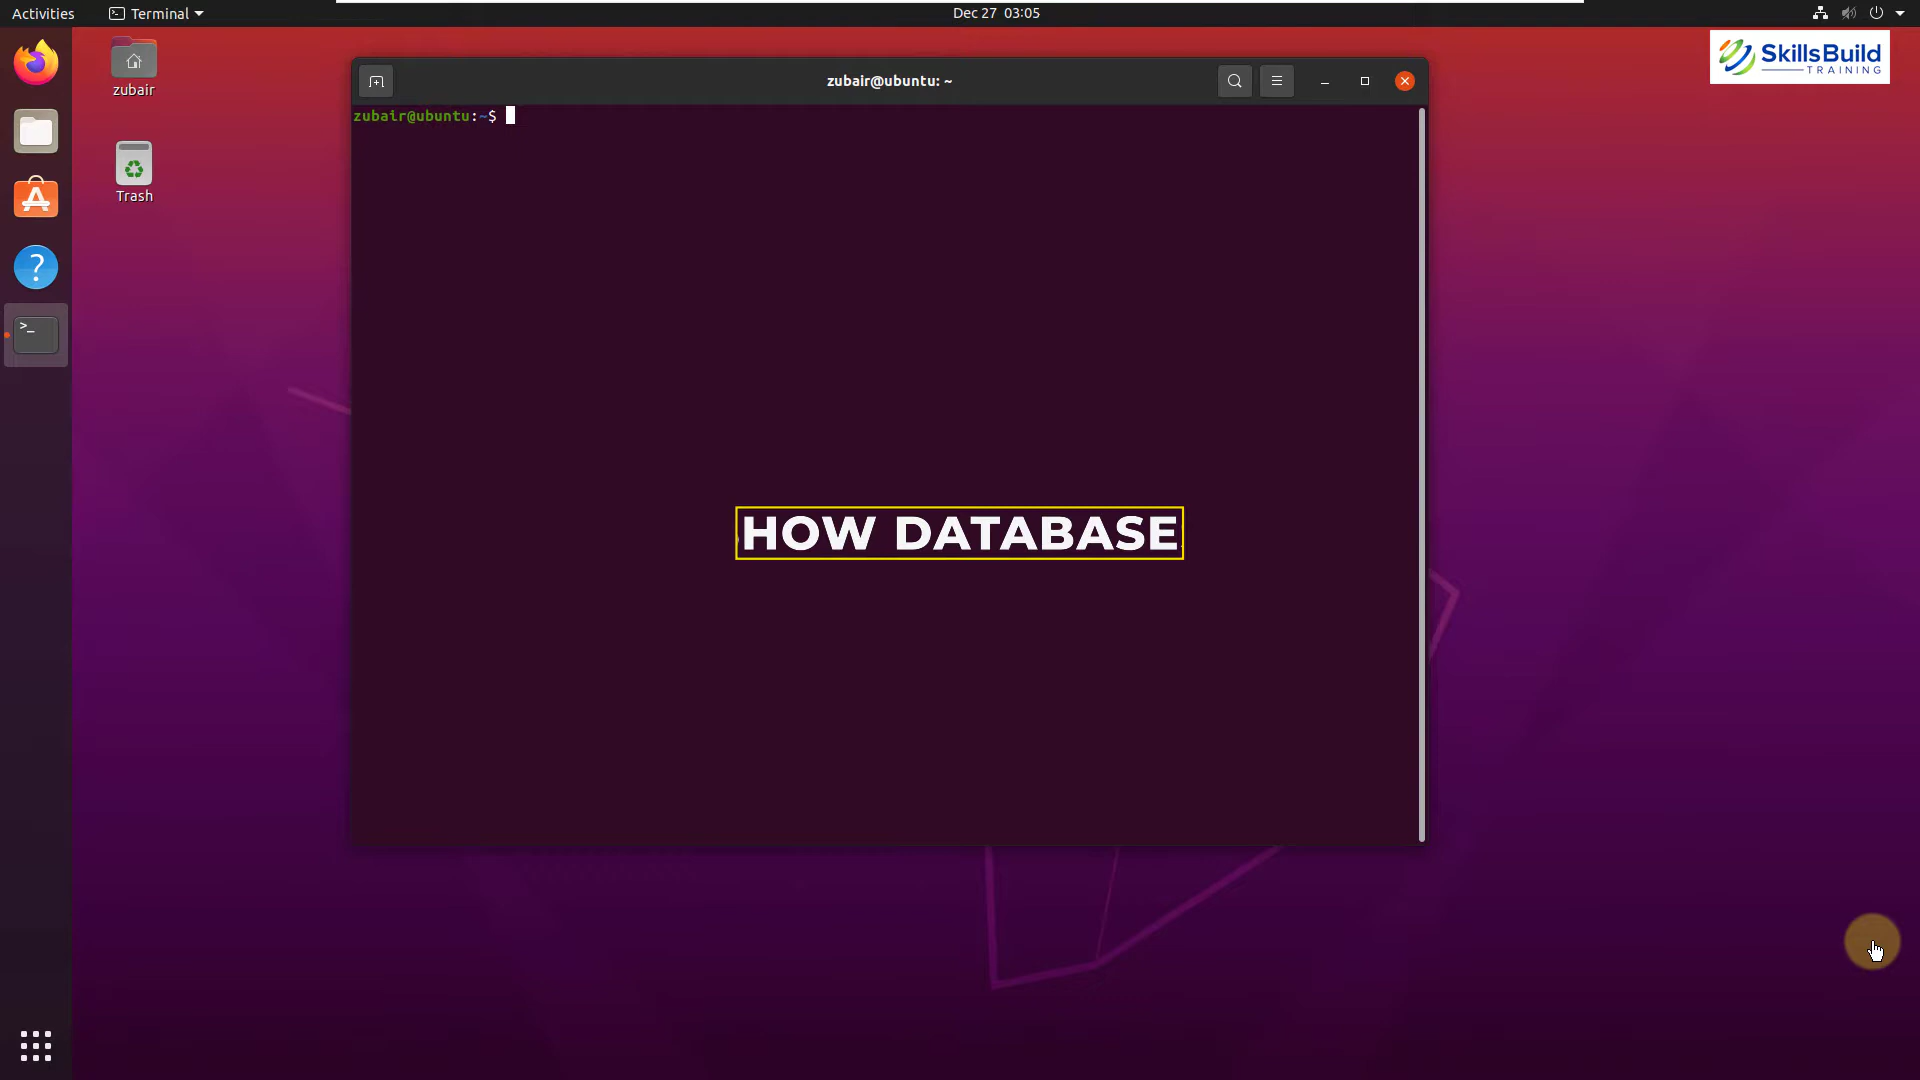 Activities
Terminal
Dec 27 03:05
SkillsBuild
TRAINING
zubair
Trash
zubair@ubuntu: ~
zubair@ubuntu:~$
HOW DATABASE